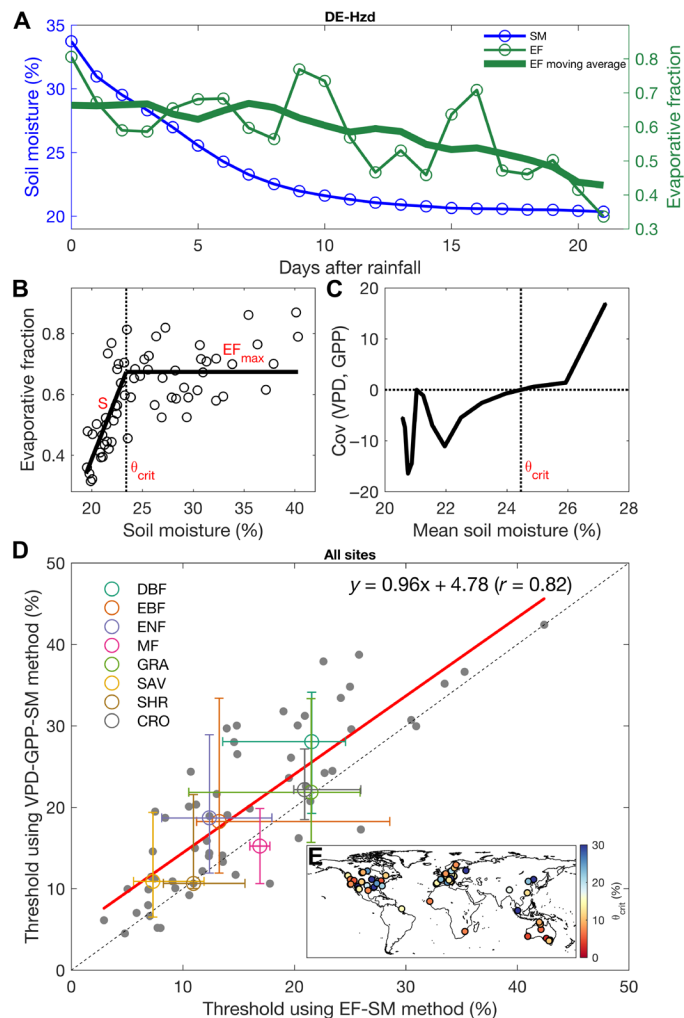 A
DE-Hzd
SM
EF
EF moving average
Soil moisture (%)
35
30
25
20
Evaporative fraction
0.8
0.7
0.6
0.5
0.4
0.3
0
5
10
15
20
Days after rainfall
B
Evaporative fraction
0.8
0.6
0.4
S
EFmax
θcrit
20
25
30
35
40
Soil moisture (%)
C
Cov (VPD, GPP)
20
10
0
−10
−20
θcrit
20
22
24
26
28
Mean soil moisture (%)
D
All sites
y = 0.96x + 4.78 (r = 0.82)
DBF
EBF
ENF
MF
GRA
SAV
SHR
CRO
Threshold using VPD-GPP-SM method (%)
50
40
30
20
10
0
E
30
20
10
0
θcrit (%)
0
10
20
30
40
50
Threshold using EF-SM method (%)